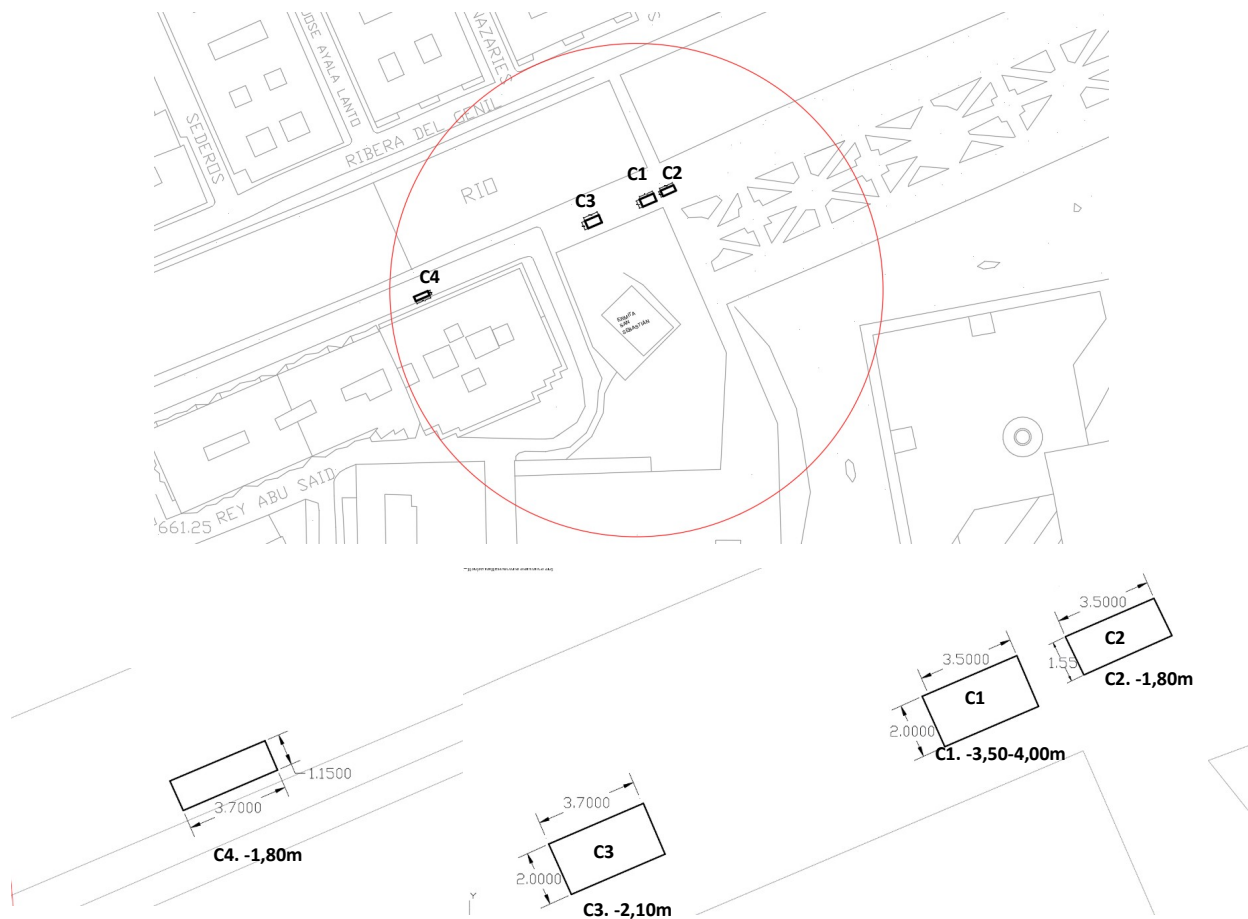 JOSE AYALA LANTO
NAZARIES
SEDEROS
RIBERA DEL GENIL
RIO
C1
C2
C3
C4
ERMITA
SAN
SEBASTIÁN
REY ABU SAID
661.25
3.5000
C2
1.55
C2. -1,80m
3.5000
C1
2.0000
C1. -3,50-4,00m
1.1500
3.7000
C4. -1,80m
3.7000
C3
2.0000
Y
C3. -2,10m